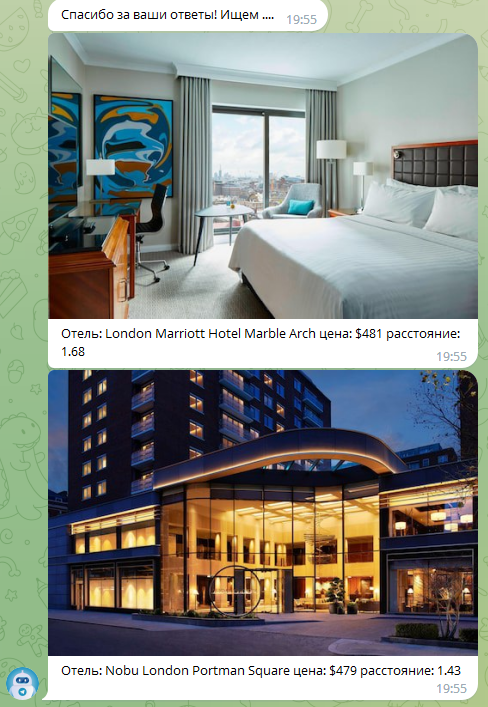 Спасибо за ваши ответы! Ищем ....
19:55
Отель: London Marriott Hotel Marble Arch цена: $481 расстояние:
1.68
19:55
Отель: Nobu London Portman Square цена: $479 расстояние: 1.43
19:55